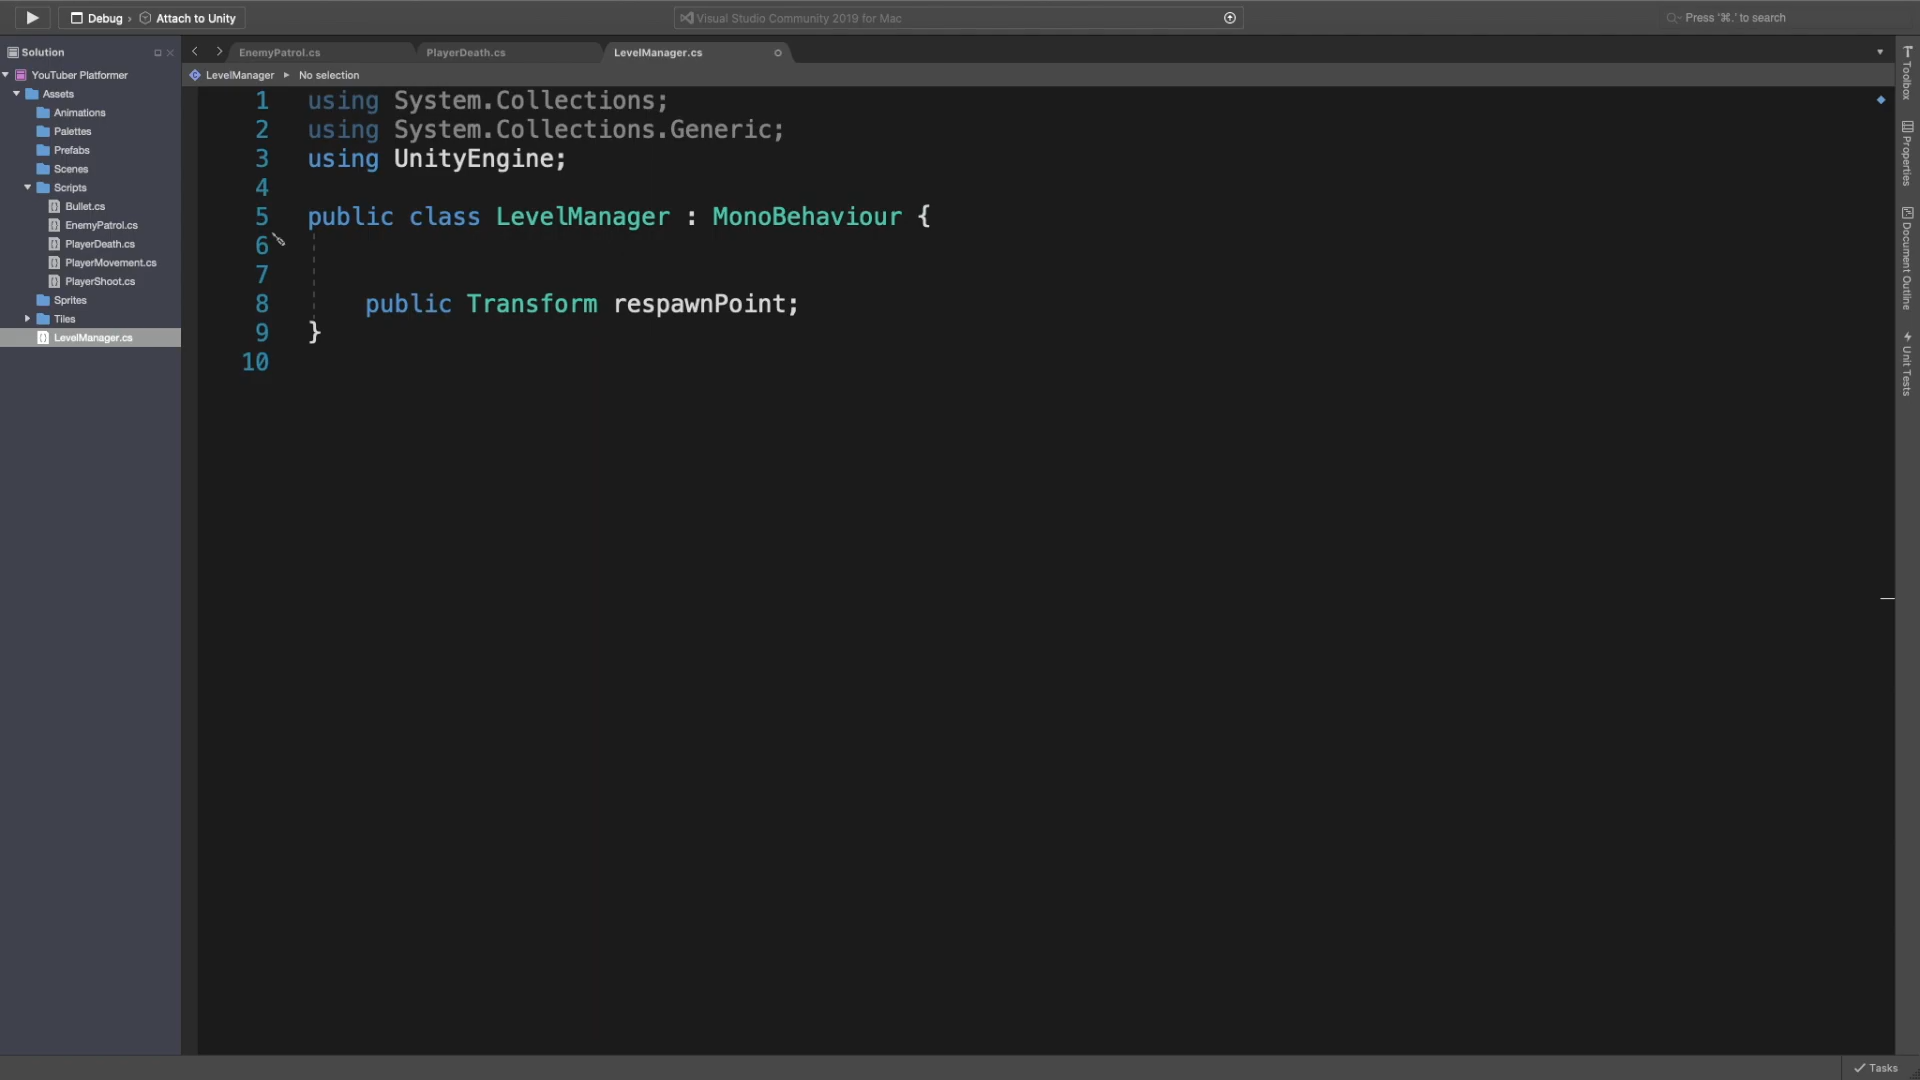 Debug › Attach to Unity
Visual Studio Community 2019 for Mac
Press '⌘.' to search
Solution
YouTuber Platformer
Assets
Animations
Palettes
Prefabs
Scenes
Scripts
Bullet.cs
EnemyPatrol.cs
PlayerDeath.cs
PlayerMovement.cs
PlayerShoot.cs
Sprites
Tiles
LevelManager.cs
EnemyPatrol.cs PlayerDeath.cs LevelManager.cs
LevelManager ▸ No selection
1 using System.Collections;
2 using System.Collections.Generic;
3 using UnityEngine;
4
5 public class LevelManager : MonoBehaviour {
6
7
8 public Transform respawnPoint;
9 }
10
Toolbox
Properties
Document Outline
Unit Tests
Tasks